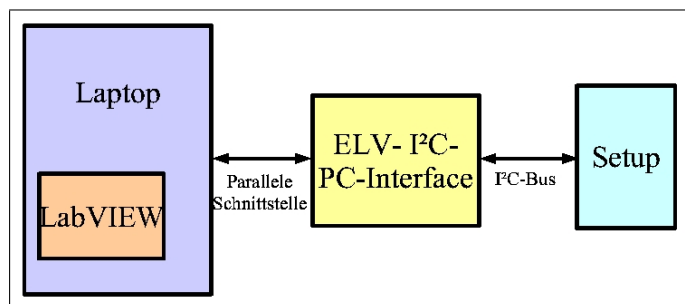 Laptop
LabVIEW
Parallele
Schnittstelle
ELV- I²C-
PC-Interface
I²C-Bus
Setup